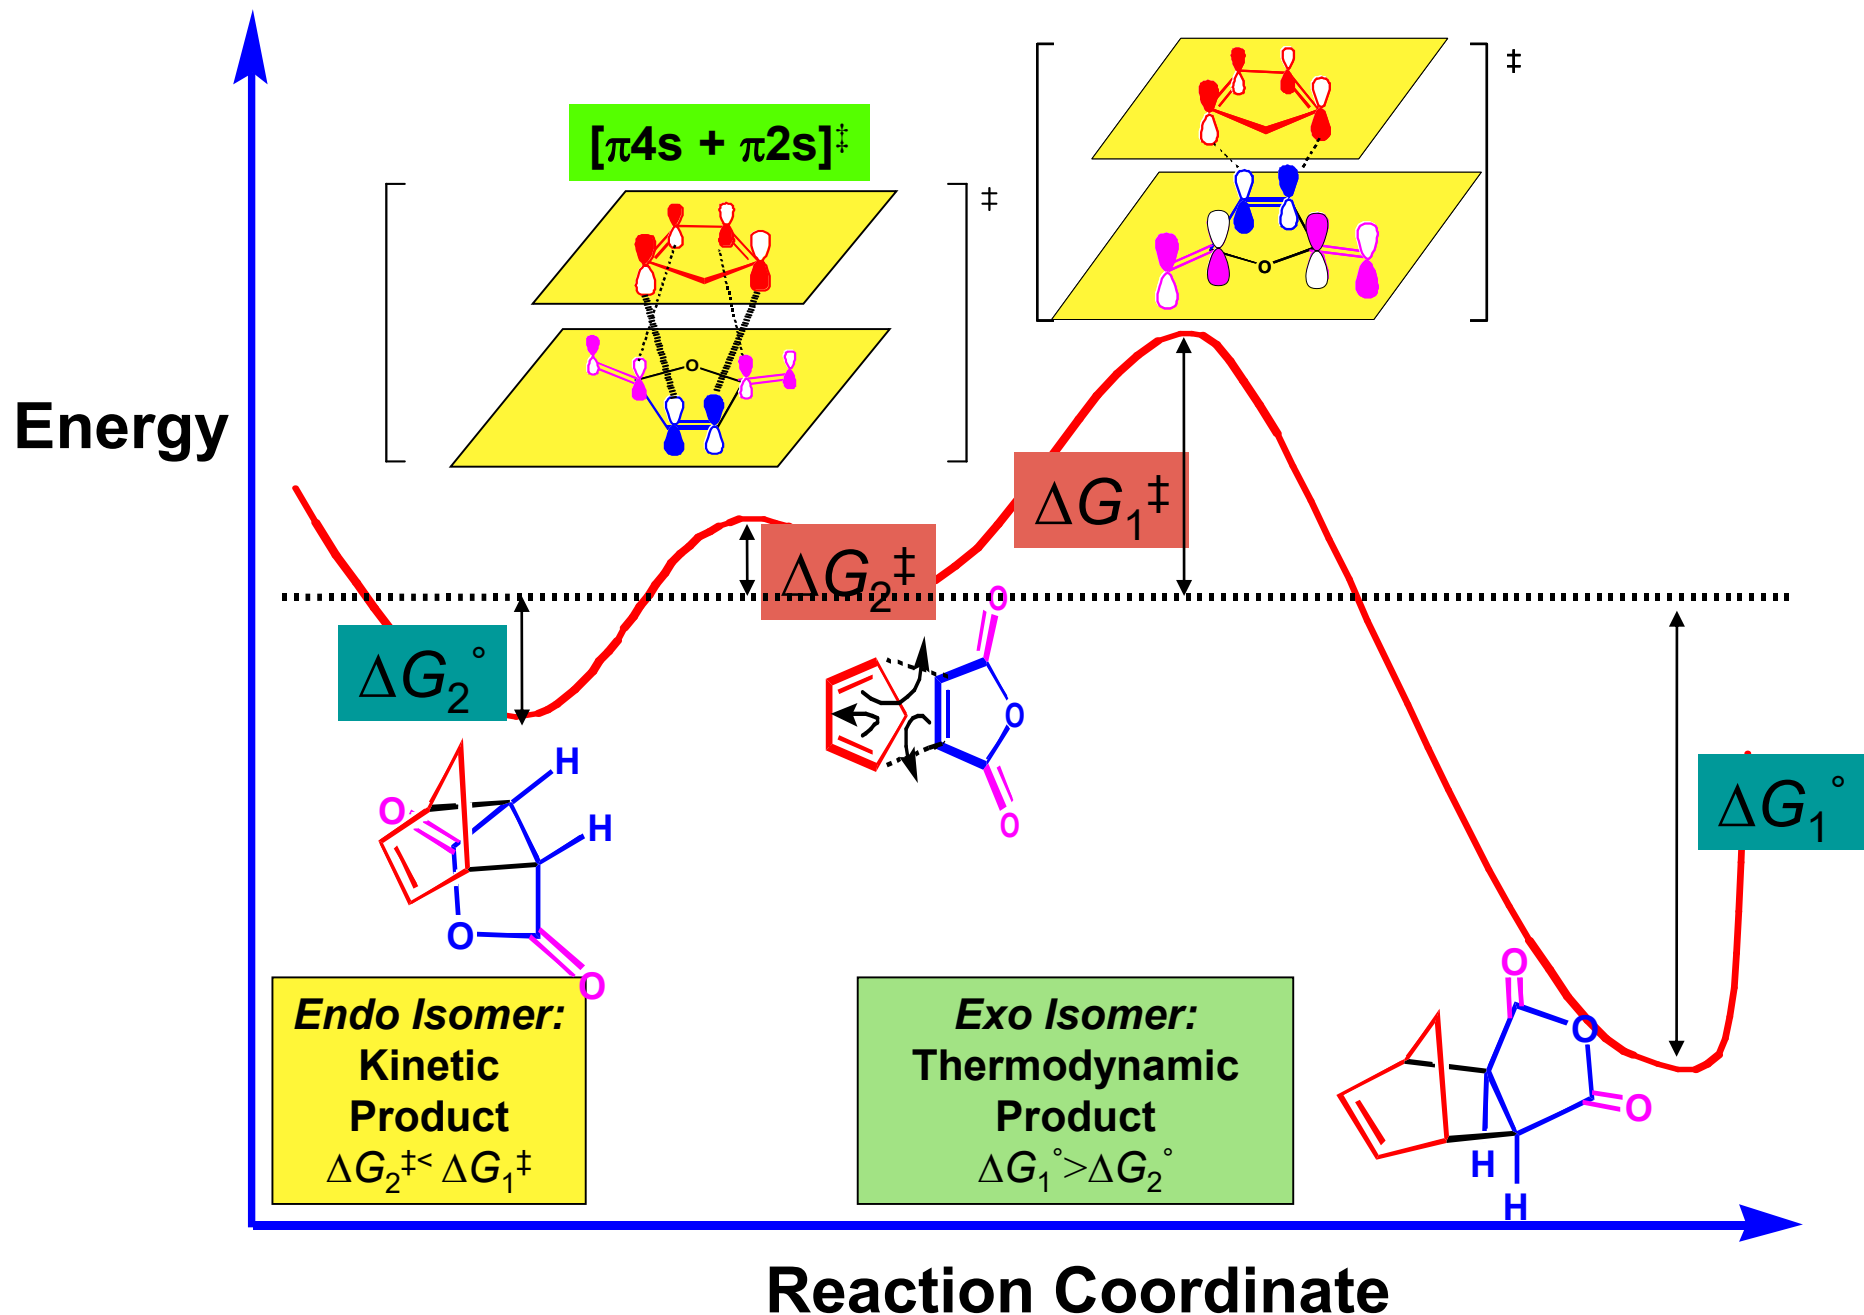 [π4s + π2s]‡
‡
‡
O
O
Energy
ΔG1‡
ΔG2‡
ΔG2°
ΔG1°
O
O
O
H
H
O
O
O
O
O
O
H
H
Endo Isomer:
Kinetic
Product
ΔG2‡< ΔG1‡
Exo Isomer:
Thermodynamic
Product
ΔG1°>ΔG2°
Reaction Coordinate